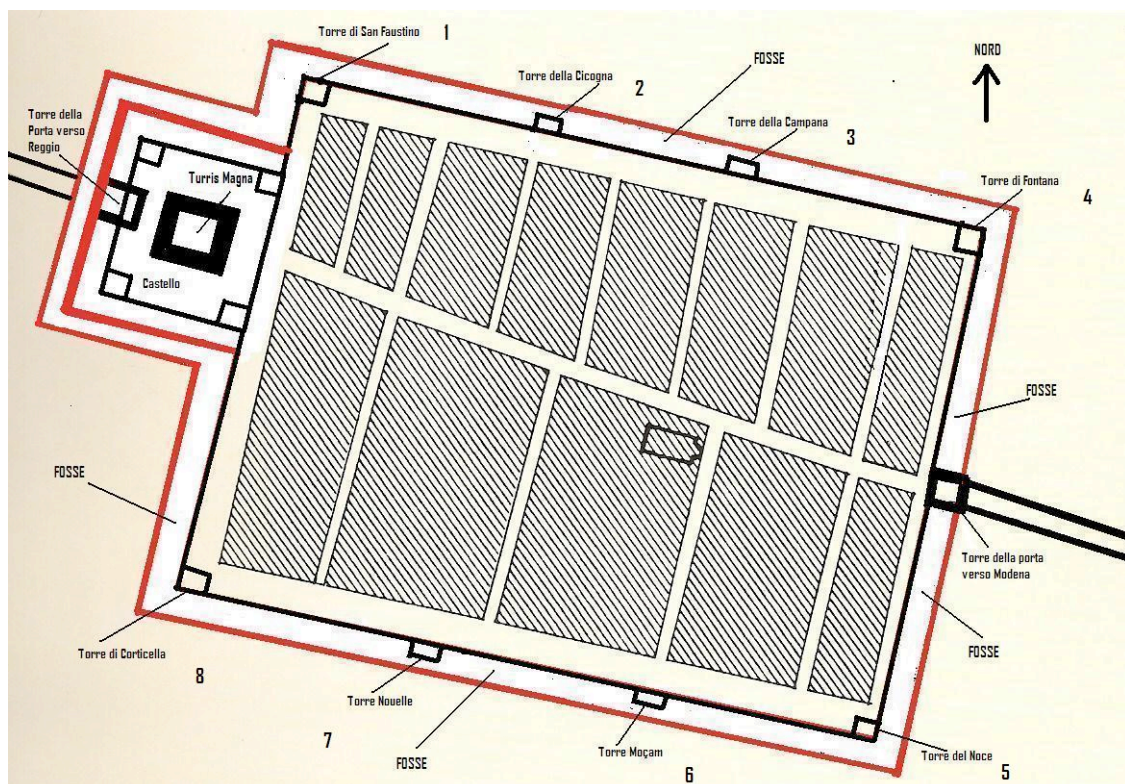 Torre di San Faustino
1
NORD
FOSSE
Torre della Cicogna
2
Torre della
Porta verso
Reggio
Torre della Campana
3
Turris Magna
Torre di Fontana
4
Castello
FOSSE
FOSSE
Torre della porta
verso Modena
FOSSE
Torre di Corticella
8
Torre Nouelle
7
FOSSE
Torre Moçam
6
Torre del Noce
5